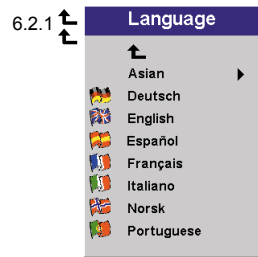 6.2.1
Language
Asian
Deutsch
English
Español
Français
Italiano
Norsk
Portuguese